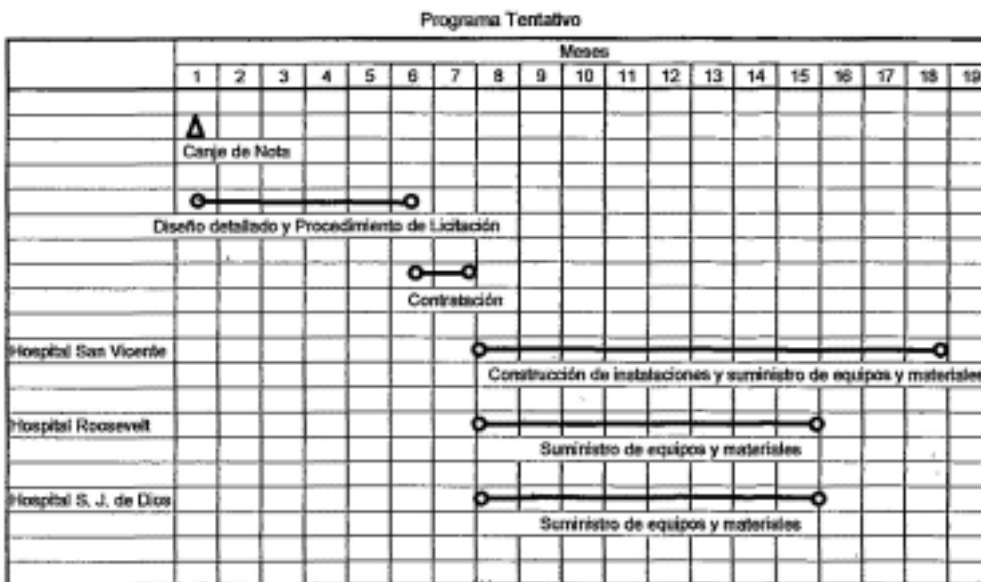 Programa Tentativo
Meses
1 2 3 4 5 6 7 8 9 10 11 12 13 14 15 16 17 18 19
Canje de Nota
Diseño detallado y Procedimiento de Licitación
Contratación
Hospital San Vicente
Construcción de instalaciones y suministro de equipos y materiales
Hospital Roosevelt
Suministro de equipos y materiales
Hospital S. J. de Dios
Suministro de equipos y materiales